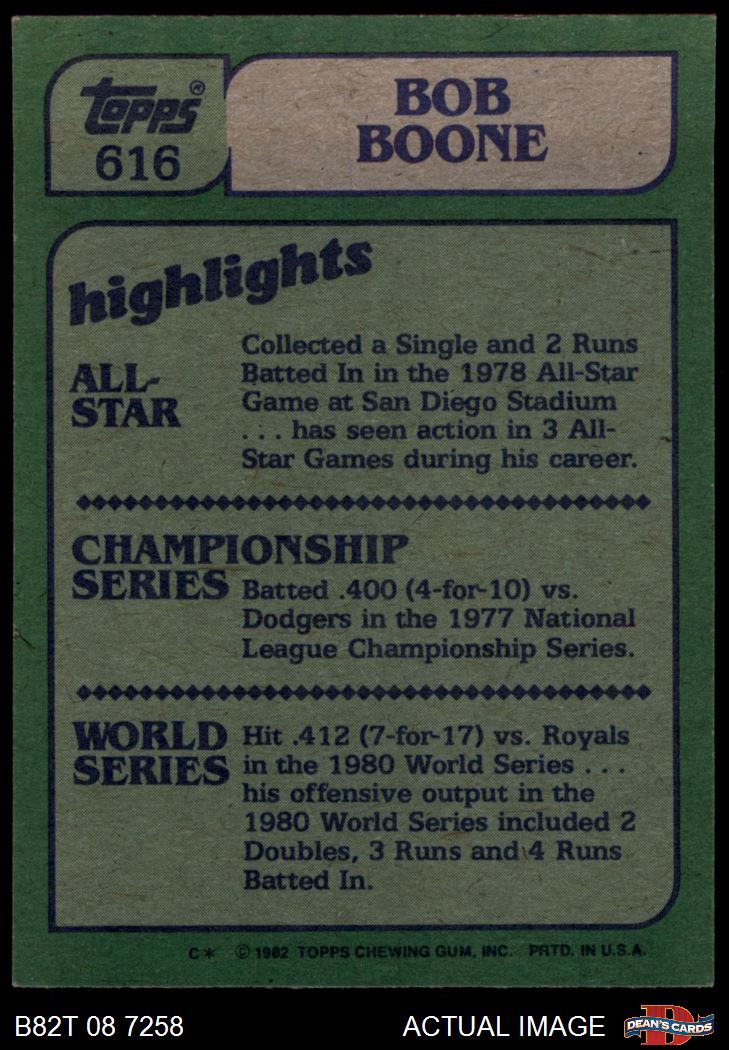 topps®
616
BOB
BOONE
highlights
ALL-
STAR
Collected a Single and 2 Runs
Batted In in the 1978 All-Star
Game at San Diego Stadium
. . . has seen action in 3 All-
Star Games during his career.
CHAMPIONSHIP
SERIES
Batted .400 (4-for-10) vs.
Dodgers in the 1977 National
League Championship Series.
WORLD
SERIES
Hit .412 (7-for-17) vs. Royals
in the 1980 World Series . . .
his offensive output in the
1980 World Series included 2
Doubles, 3 Runs and 4 Runs
Batted In.
C* © 1982 TOPPS CHEWING GUM, INC. PRTD. IN U.S.A.
B82T 08 7258 ACTUAL IMAGE
D
DEAN'S CARDS